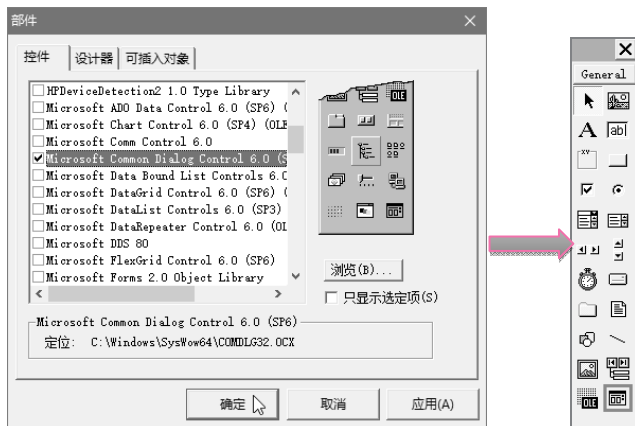 部件
控件 设计器 可插入对象
HPDeviceDetection2 1.0 Type Library
Microsoft ADO Data Control 6.0 (SP6) (
Microsoft Chart Control 6.0 (SP4) (OLE
Microsoft Comm Control 6.0
Microsoft Common Dialog Control 6.0 (S
Microsoft Data Bound List Controls 6.0
Microsoft DataGrid Control 6.0 (SP6) (
Microsoft DataList Controls 6.0 (SP3)
Microsoft DataRepeater Control 6.0 (OL
Microsoft DDS 80
Microsoft FlexGrid Control 6.0 (SP6)
Microsoft Forms 2.0 Object Library
OLE
浏览(B)...
只显示选定项(S)
Microsoft Common Dialog Control 6.0 (SP6)
定位: C:\Windows\SysWow64\COMDLG32.OCX
确定 取消 应用(A)
General
A ab
XY
OLE